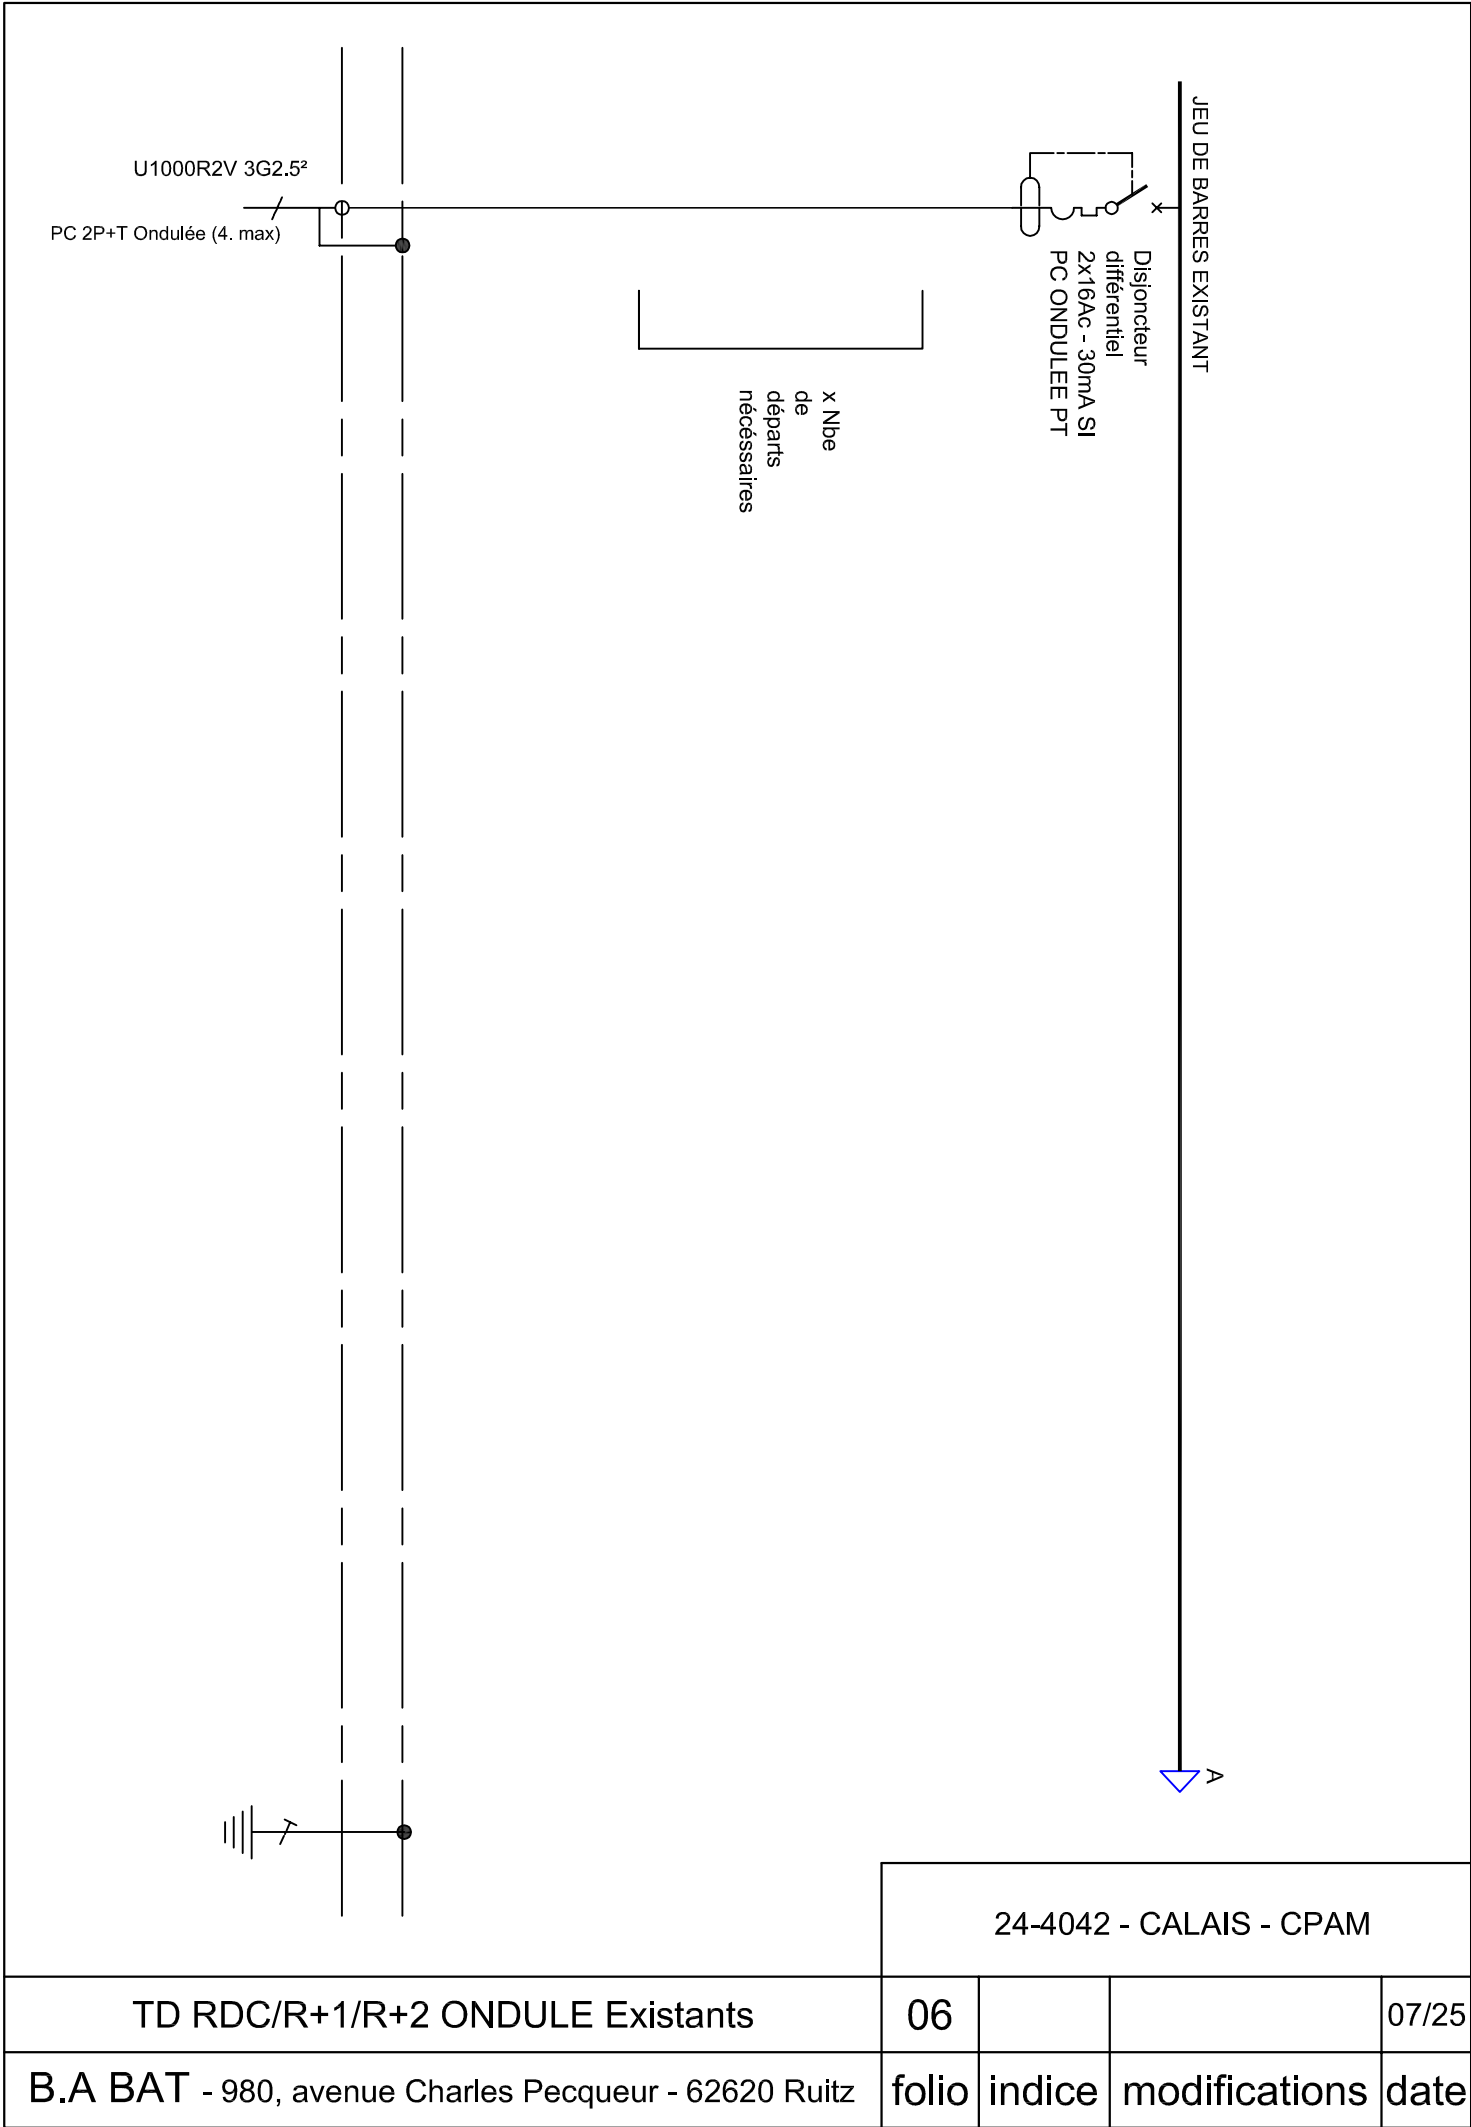 JEU DE BARRES EXISTANT
U1000R2V 3G2.5²
PC 2P+T Ondulée (4. max)
Disjoncteur
différentiel
2x16Ac - 30mA SI
PC ONDULEE PT
x Nbe
de
départs
nécéssaires
A
24-4042 - CALAIS - CPAM
TD RDC/R+1/R+2 ONDULE Existants
06
07/25
B.A BAT - 980, avenue Charles Pecqueur - 62620 Ruitz
folio
indice
modifications
date